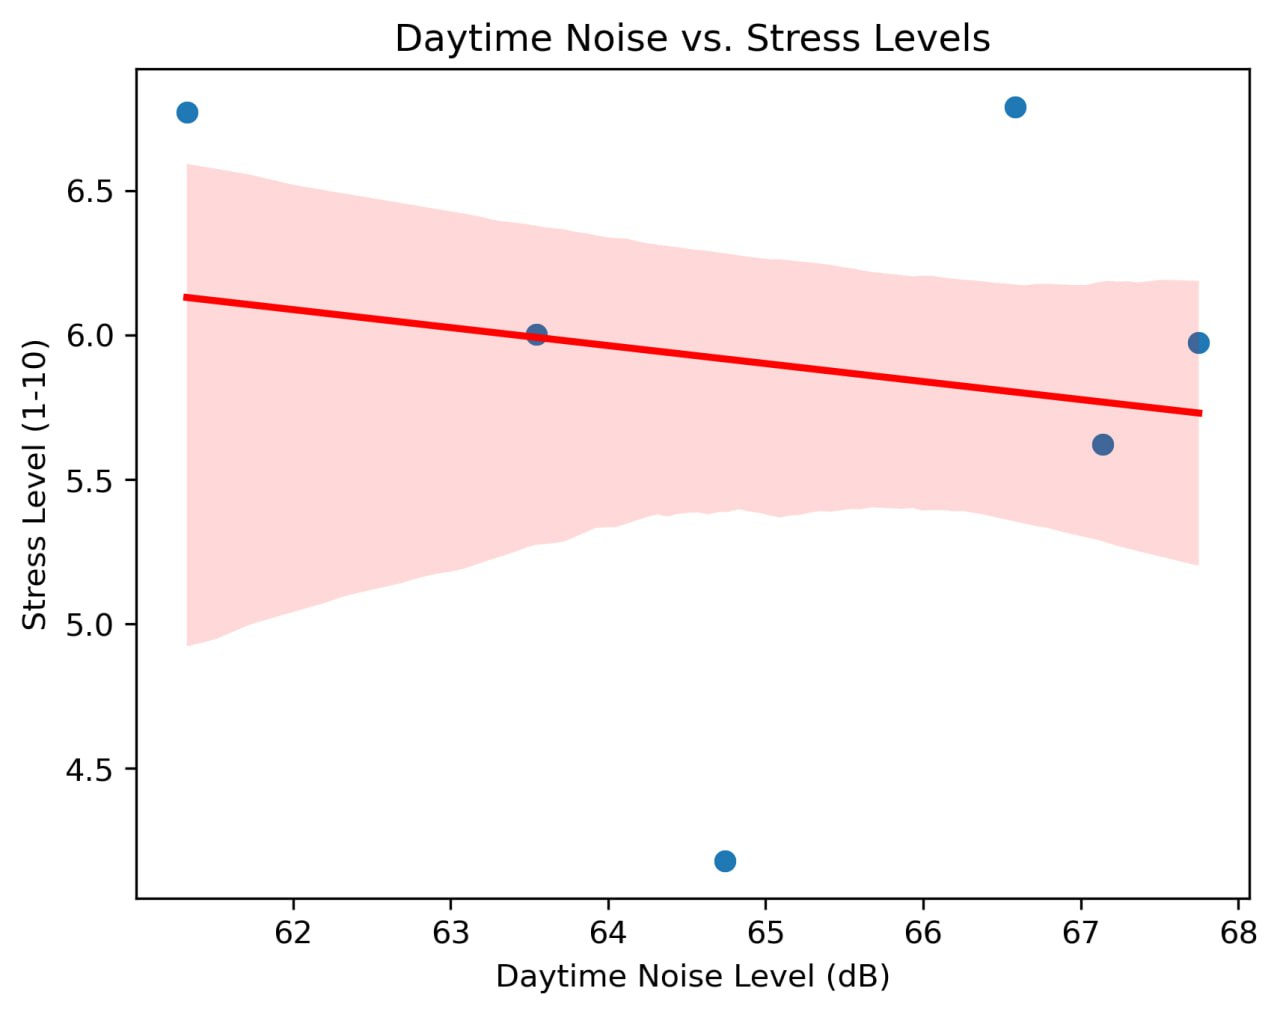 Daytime Noise vs. Stress Levels
6.5
6.0
5.5
5.0
4.5
Stress Level (1-10)
62 63 64 65 66 67 68
Daytime Noise Level (dB)